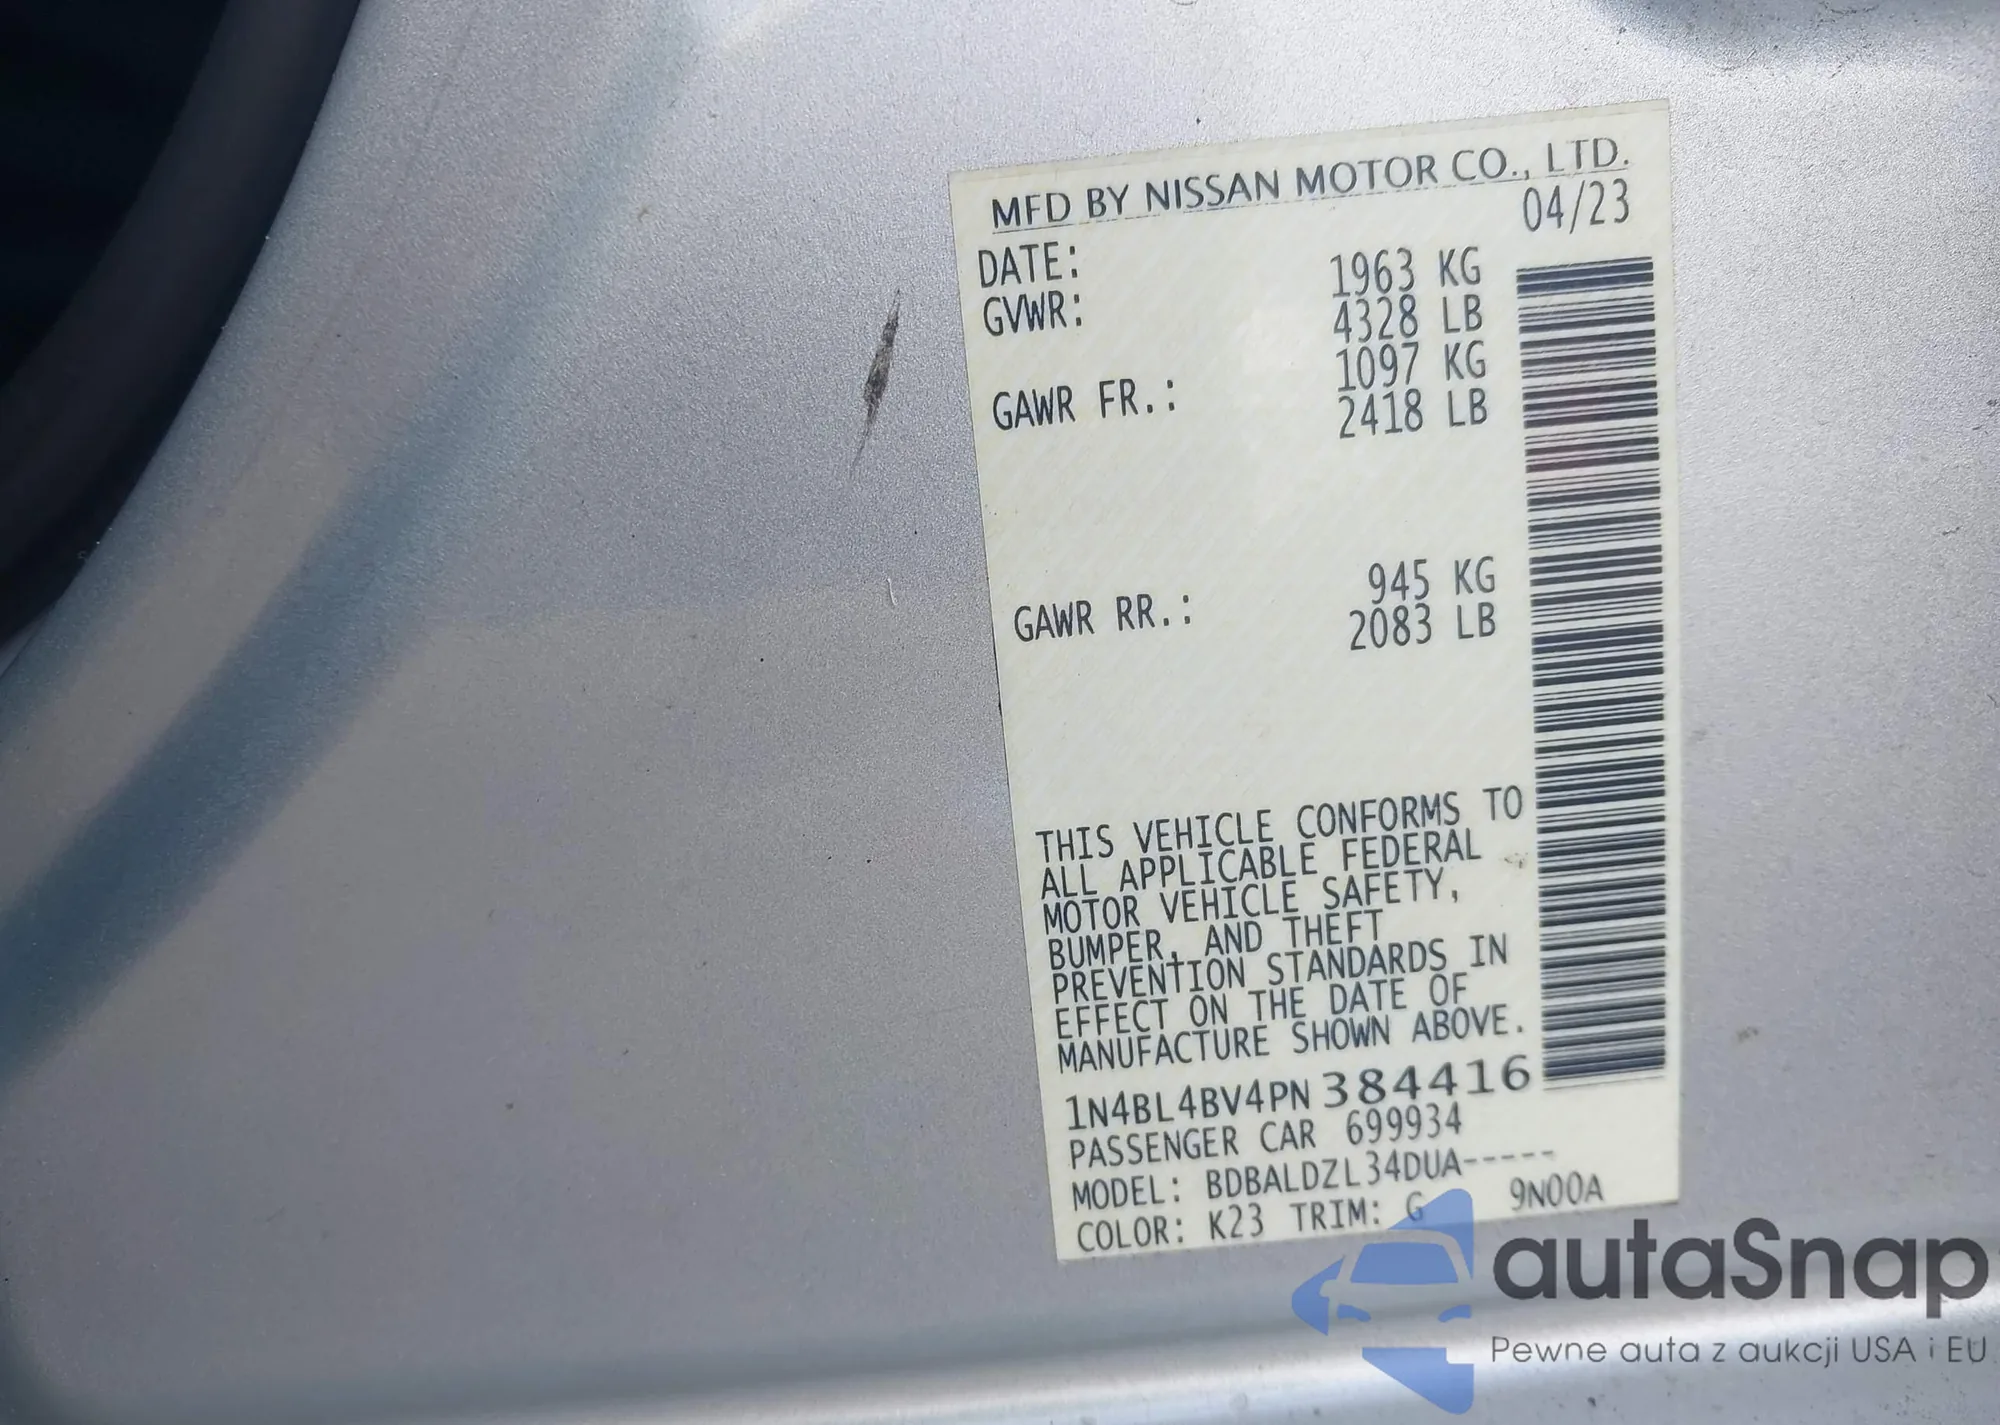 MFD BY NISSAN MOTOR CO., LTD.
DATE: 04/23
GVWR: 1963 KG
4328 LB
GAWR FR.: 1097 KG
2418 LB
GAWR RR.: 945 KG
2083 LB
THIS VEHICLE CONFORMS TO
ALL APPLICABLE FEDERAL
MOTOR VEHICLE SAFETY,
BUMPER, AND THEFT
PREVENTION STANDARDS IN
EFFECT ON THE DATE OF
MANUFACTURE SHOWN ABOVE.
1N4BL4BV4PN384416
PASSENGER CAR 699934
MODEL: BDBALDZL34DUA-----
COLOR: K23 TRIM: G 9N00A
autaSnap
Pewne auta z aukcji USA i EU